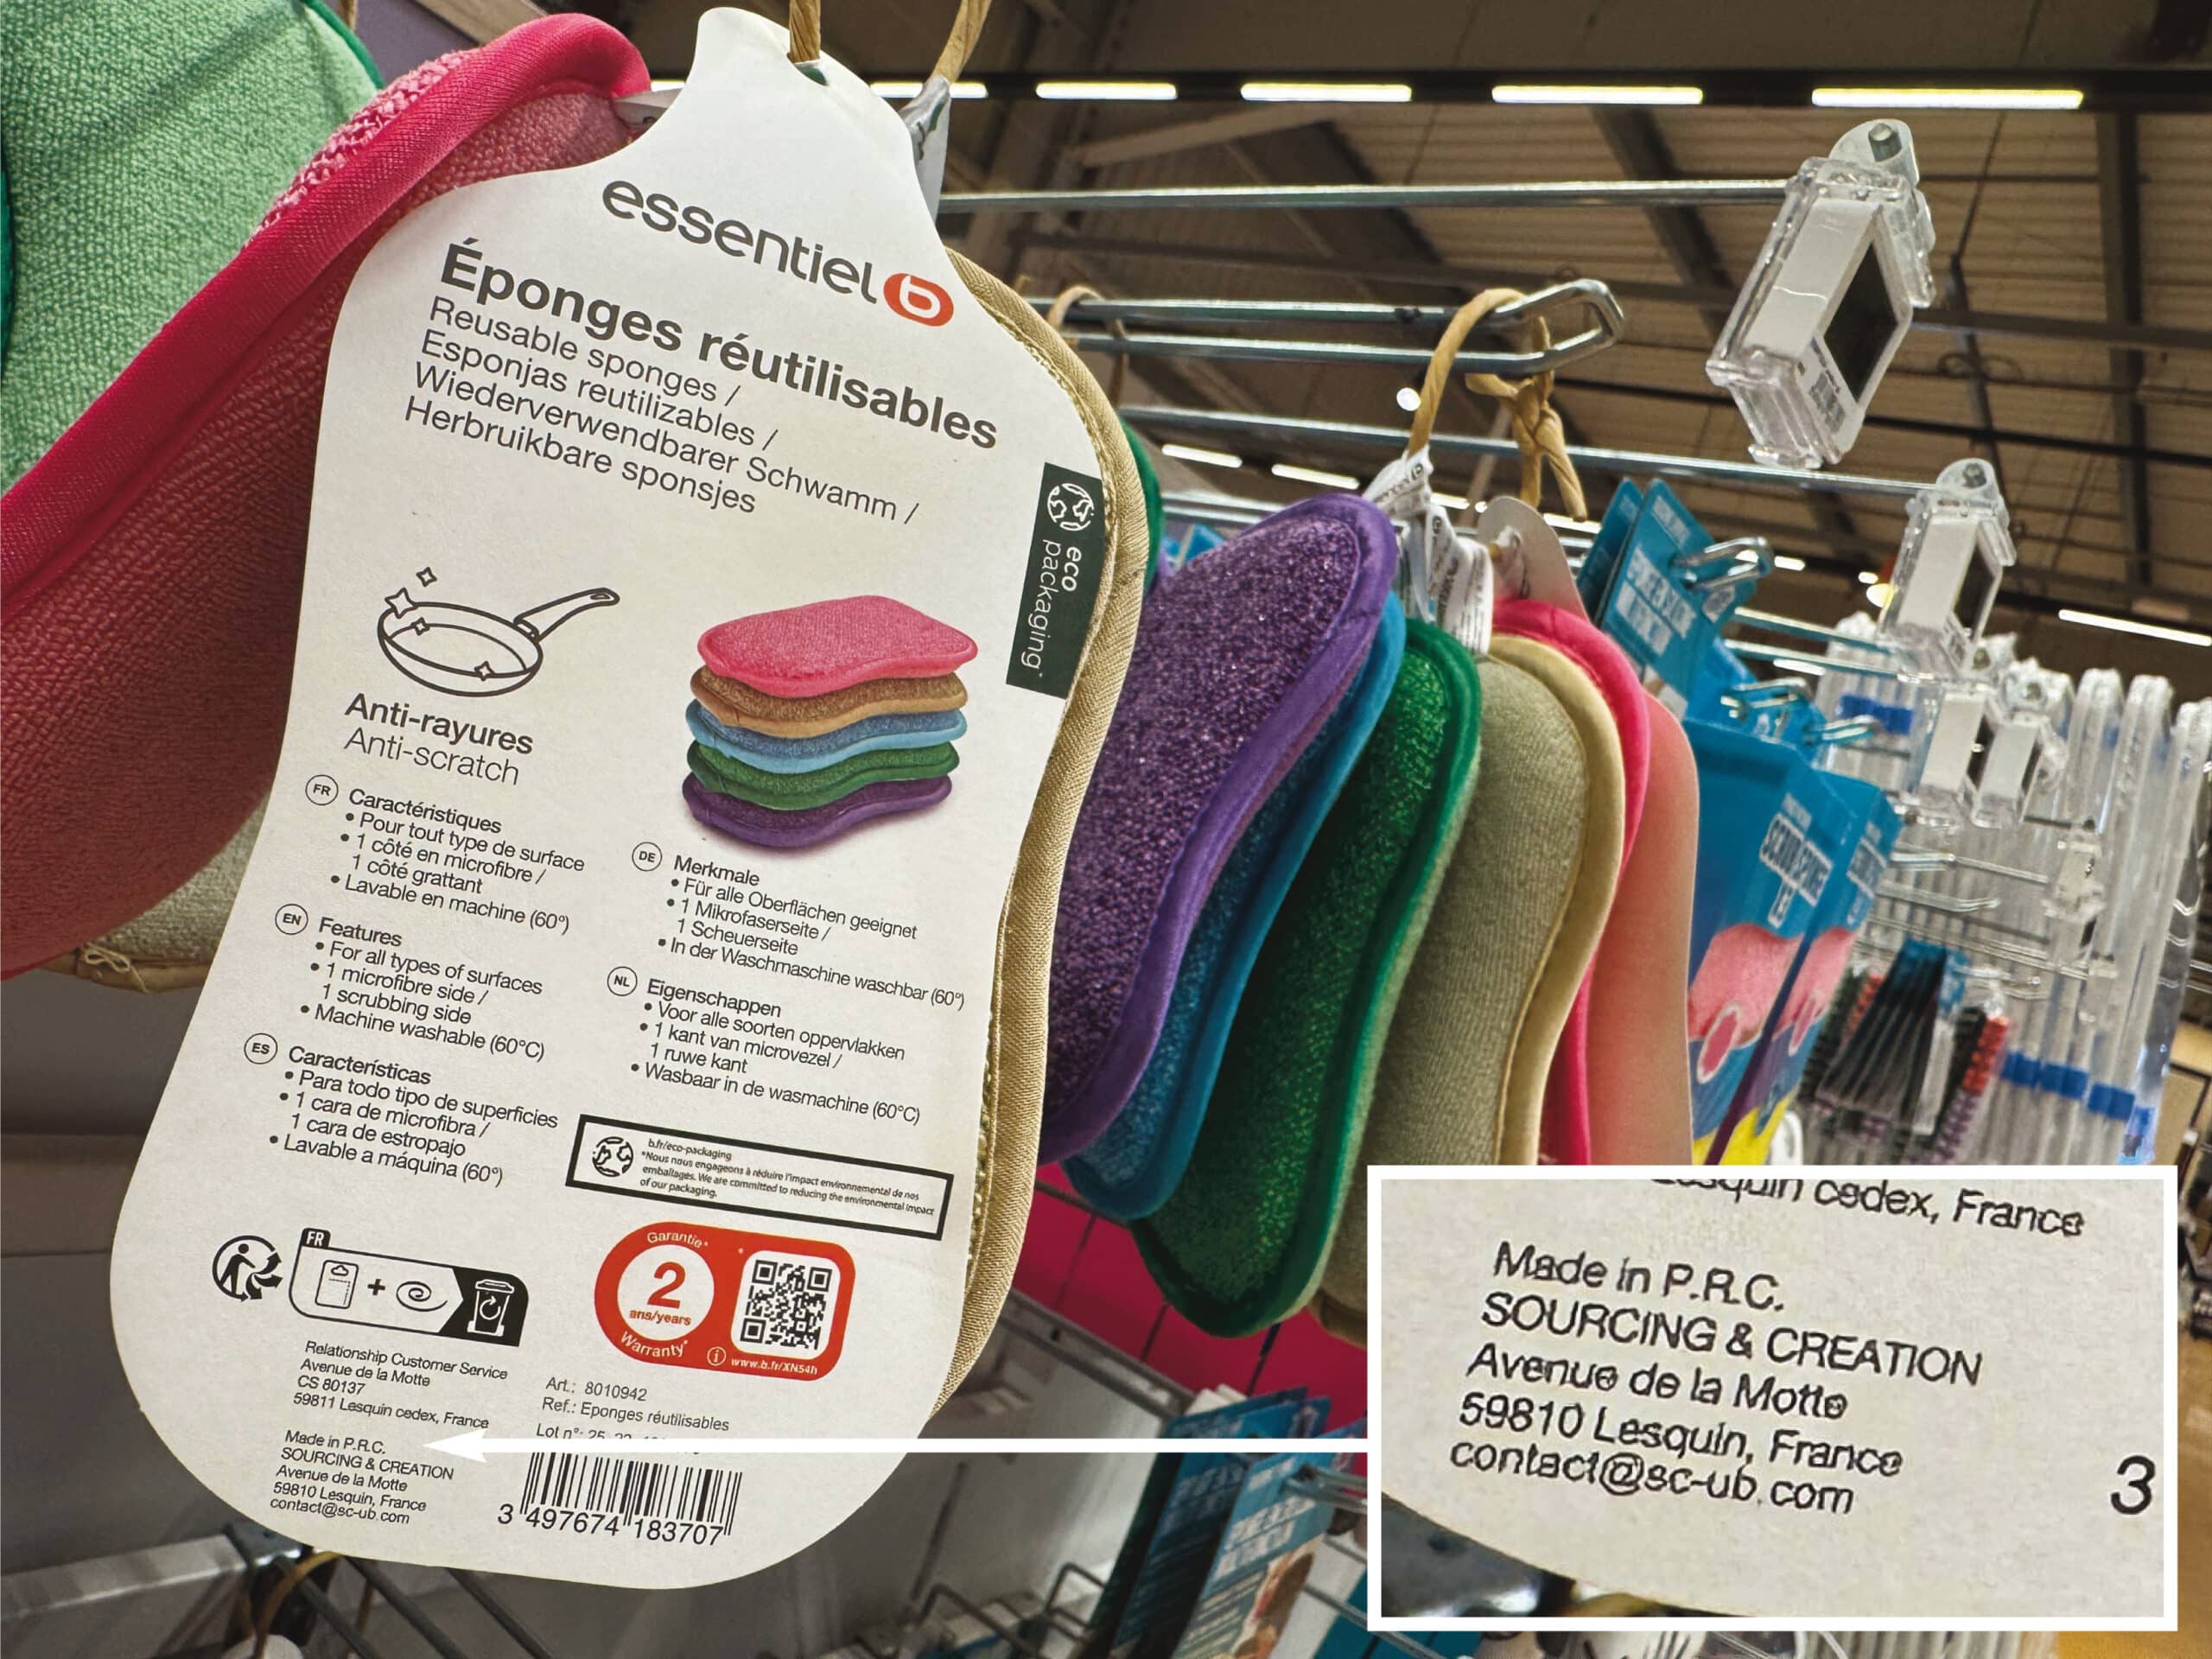 essentiel b
Éponges réutilisables
Reusable sponges /
Esponjas reutilizables /
Wiederverwendbarer Schwamm /
Herbruikbare sponsjes
eco
packaging*
Anti-rayures
Anti-scratch
FR Caractéristiques
• Pour tout type de surface
• 1 côté en microfibre /
1 côté grattant
• Lavable en machine (60°)
EN Features
• For all types of surfaces
• 1 microfibre side /
1 scrubbing side
• Machine washable (60°C)
ES Características
• Para todo tipo de superficies
• 1 cara de microfibra /
1 cara de estropajo
• Lavable a máquina (60°)
DE Merkmale
• Für alle Oberflächen geeignet
• 1 Mikrofaserseite /
1 Scheuerseite
• In der Waschmaschine waschbar (60°)
NL Eigenschappen
• Voor alle soorten oppervlakken
• 1 kant van microvezel /
1 ruwe kant
• Wasbaar in de wasmachine (60°C)
b.fr/eco-packaging
*Nous nous engageons à réduire l'impact environnemental de nos
emballages. We are committed to reducing the environmental impact
of our packaging.
FR
+
Garantie*
2
ans/years
Warranty*
www.b.fr/XN54h
Relationship Customer Service
Avenue de la Motte
CS 80137
59811 Lesquin cedex, France
Made in P.R.C.
SOURCING & CREATION
Avenue de la Motte
59810 Lesquin, France
contact@sc-ub.com
Art.: 8010942
Ref.: Eponges réutilisables
Lot n°: 25
3 497674 183707
Lesquin cedex, France
Made in P.R.C.
SOURCING & CREATION
Avenue de la Motte
59810 Lesquin, France
contact@sc-ub.com
3